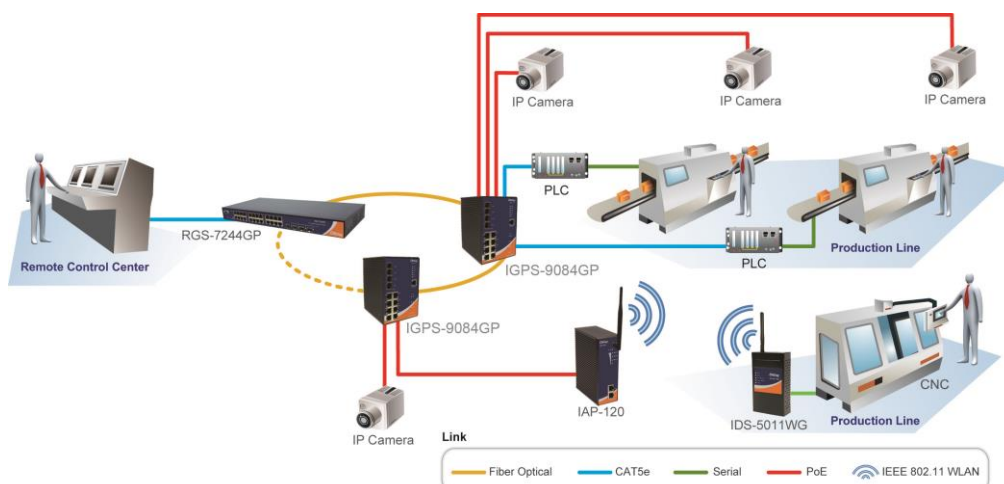 IP Camera
IP Camera
IP Camera
PLC
RGS-7244GP
Remote Control Center
IGPS-9084GP
PLC
Production Line
IGPS-9084GP
CNC
IAP-120
IDS-5011WG
Production Line
IP Camera
Link
Fiber Optical
CAT5e
Serial
PoE
IEEE 802.11 WLAN